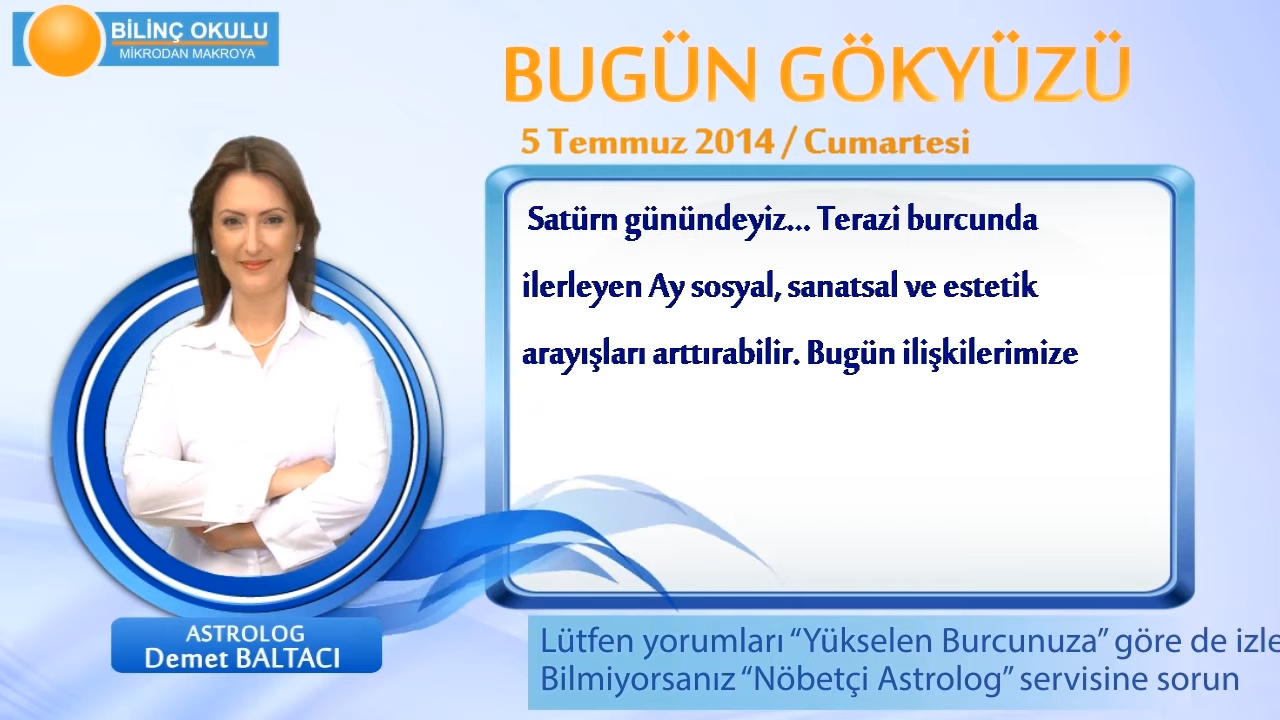 BİLİNÇ OKULU
MİKRODAN MAKROYA
BUGÜN GÖKYÜZÜ
5 Temmuz 2014 / Cumartesi
Satürn günündeyiz... Terazi burcunda
ilerleyen Ay sosyal, sanatsal ve estetik
arayışları arttırabilir. Bugün ilişkilerimize
ASTROLOG
Demet BALTACI
Lütfen yorumları “Yükselen Burcunuza” göre de izle
Bilmiyorsanız “Nöbetçi Astrolog” servisine sorun